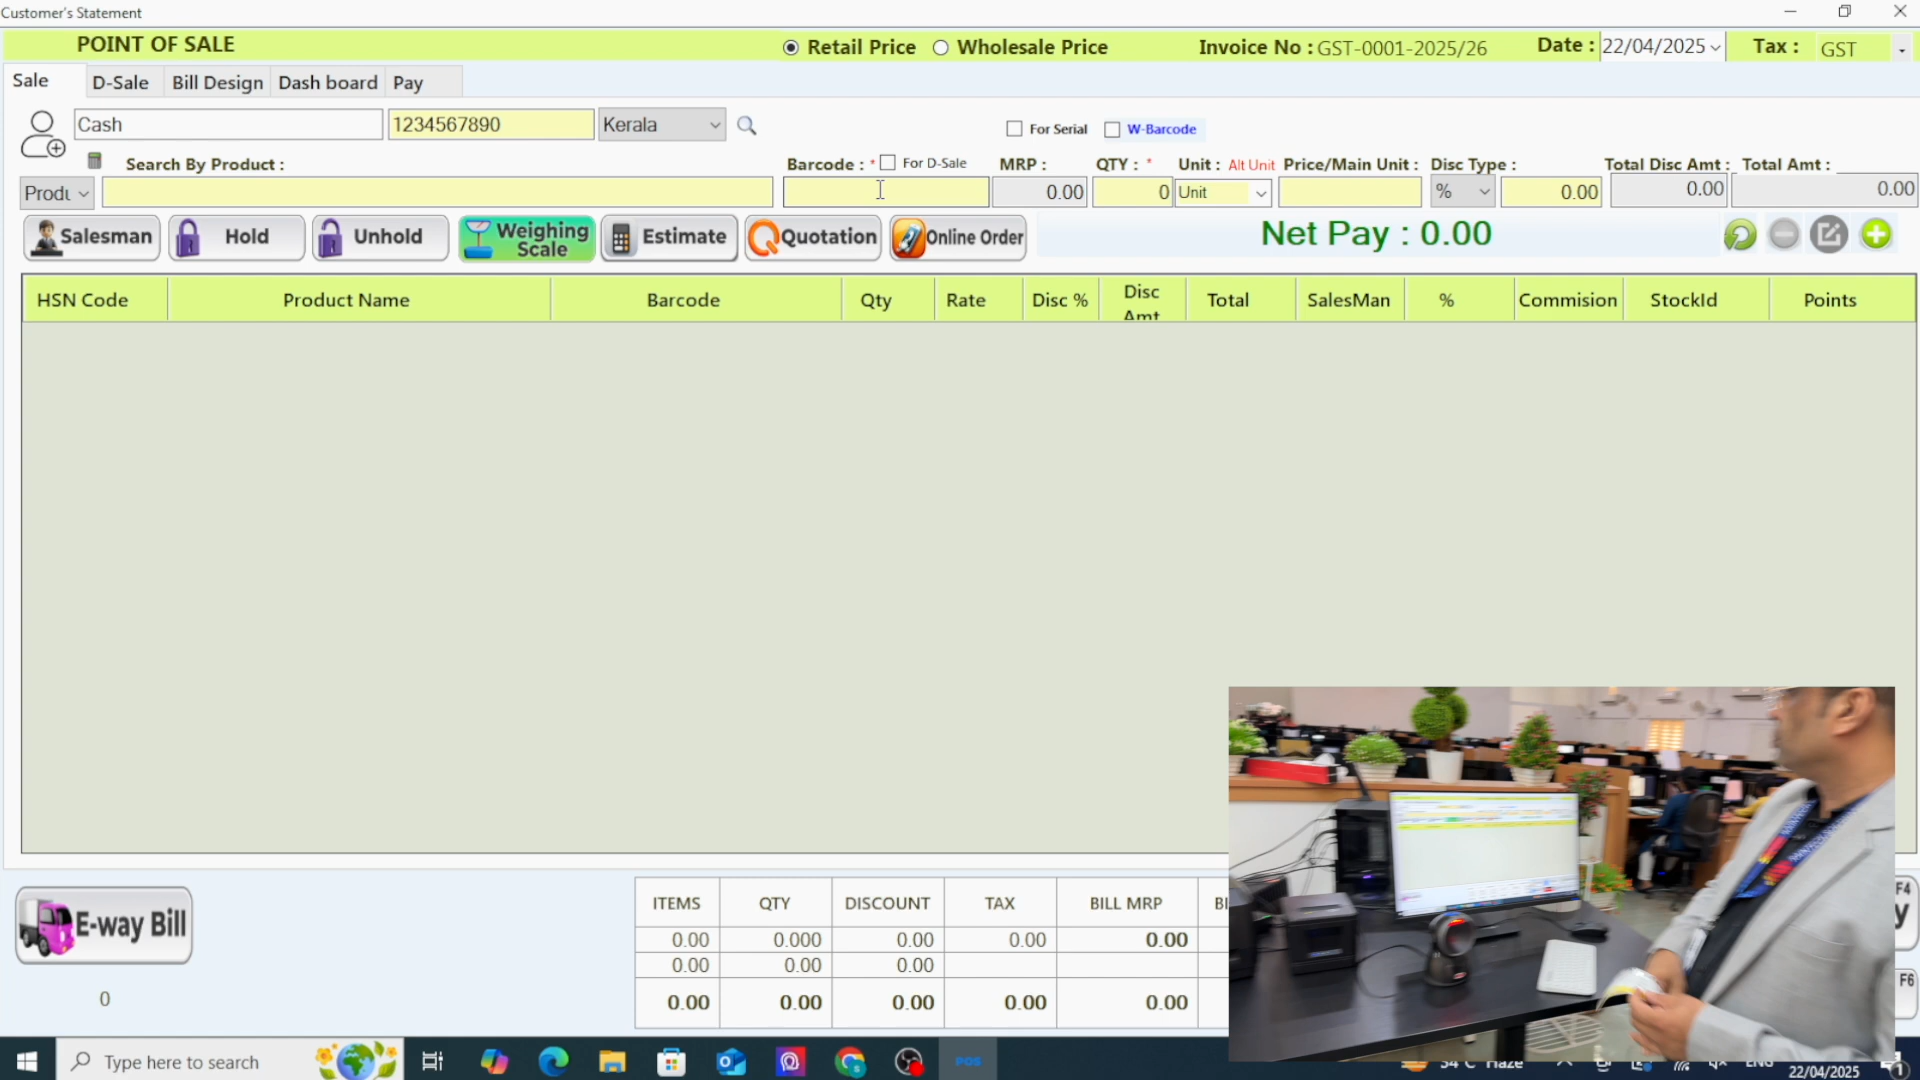 Customer's Statement
POINT OF SALE
Retail Price
Wholesale Price
Invoice No : GST-0001-2025/26
Date : 22/04/2025
Tax : GST
Sale
D-Sale
Bill Design
Dash board
Pay
Cash
1234567890
Kerala
For Serial
W-Barcode
Search By Product :
Barcode : *
For D-Sale
MRP :
QTY : *
Unit : Alt Unit
Price/Main Unit :
Disc Type :
Total Disc Amt :
Total Amt :
0.00
0
Unit
%
0.00
0.00
0.00
Salesman
Hold
Unhold
Weighing Scale
Estimate
Quotation
Online Order
Net Pay : 0.00
HSN Code
Product Name
Barcode
Qty
Rate
Disc %
Disc Amt
Total
SalesMan
%
Commision
StockId
Points
E-way Bill
0
ITEMS QTY DISCOUNT TAX BILL MRP
0.00 0.000 0.00 0.00 0.00
0.00 0.00 0.00
0.00 0.00 0.00 0.00 0.00
F4
F6
Type here to search
POS
34°C Haze
ENG
22/04/2025
1